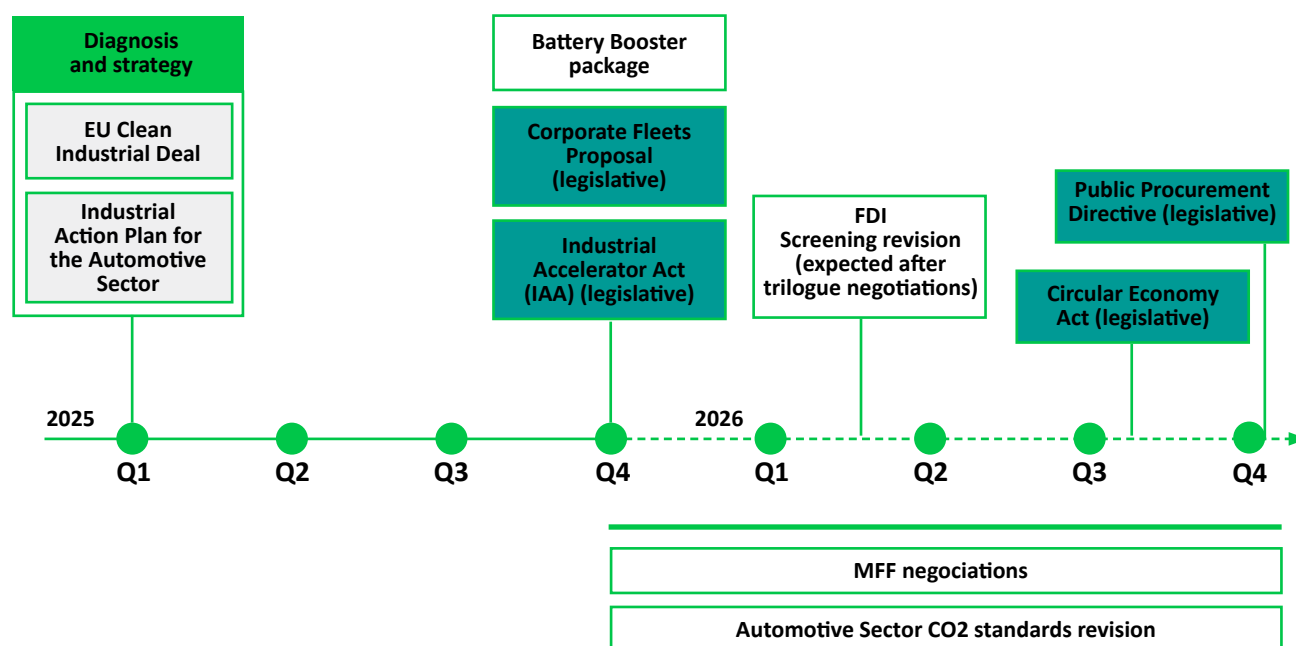 Diagnosis
and strategy
EU Clean
Industrial Deal
Industrial
Action Plan for
the Automotive
Sector
Battery Booster
package
Corporate Fleets
Proposal
(legislative)
Industrial
Accelerator Act
(IAA) (legislative)
FDI
Screening revision
(expected after
trilogue negotiations)
Public Procurement
Directive (legislative)
Circular Economy
Act (legislative)
2025
2026
Q1
Q2
Q3
Q4
Q1
Q2
Q3
Q4
MFF negociations
Automotive Sector CO2 standards revision